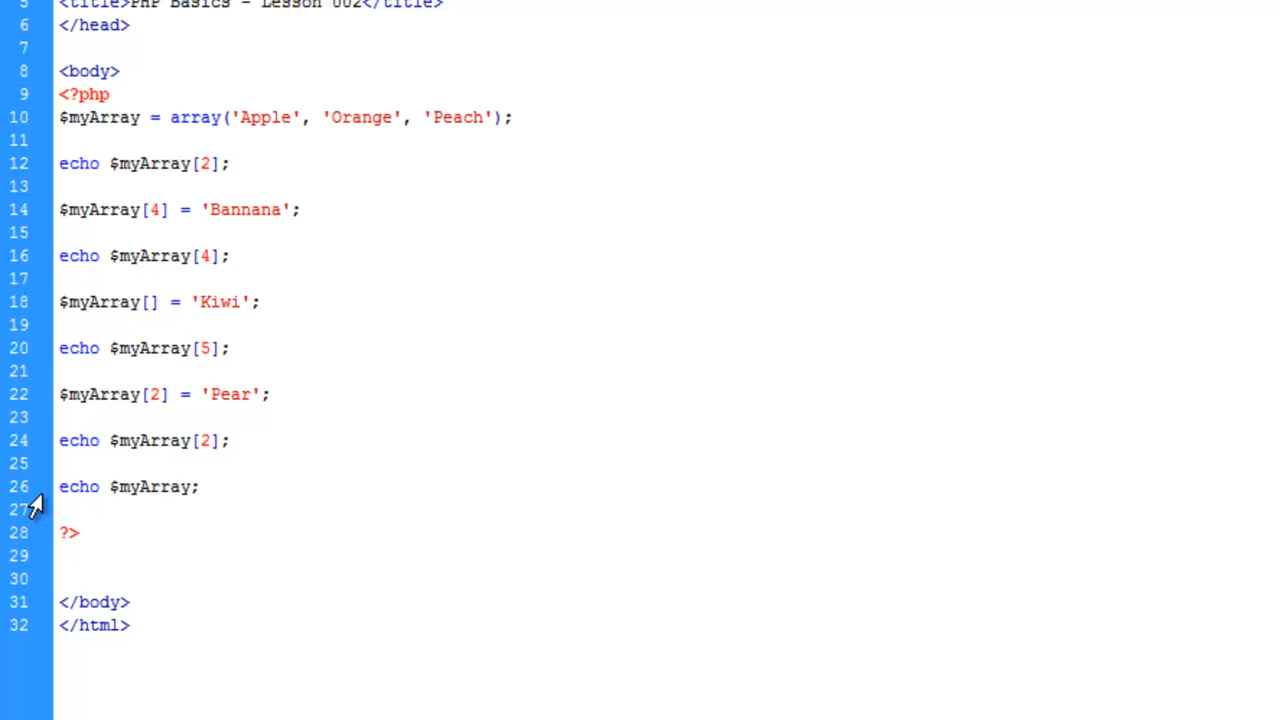 5 <title>PHP Basics - Lesson 002</title>
6 </head>
7
8 <body>
9 <?php
10 $myArray = array('Apple', 'Orange', 'Peach');
11
12 echo $myArray[2];
13
14 $myArray[4] = 'Bannana';
15
16 echo $myArray[4];
17
18 $myArray[] = 'Kiwi';
19
20 echo $myArray[5];
21
22 $myArray[2] = 'Pear';
23
24 echo $myArray[2];
25
26 echo $myArray;
27
28 ?>
29
30
31 </body>
32 </html>